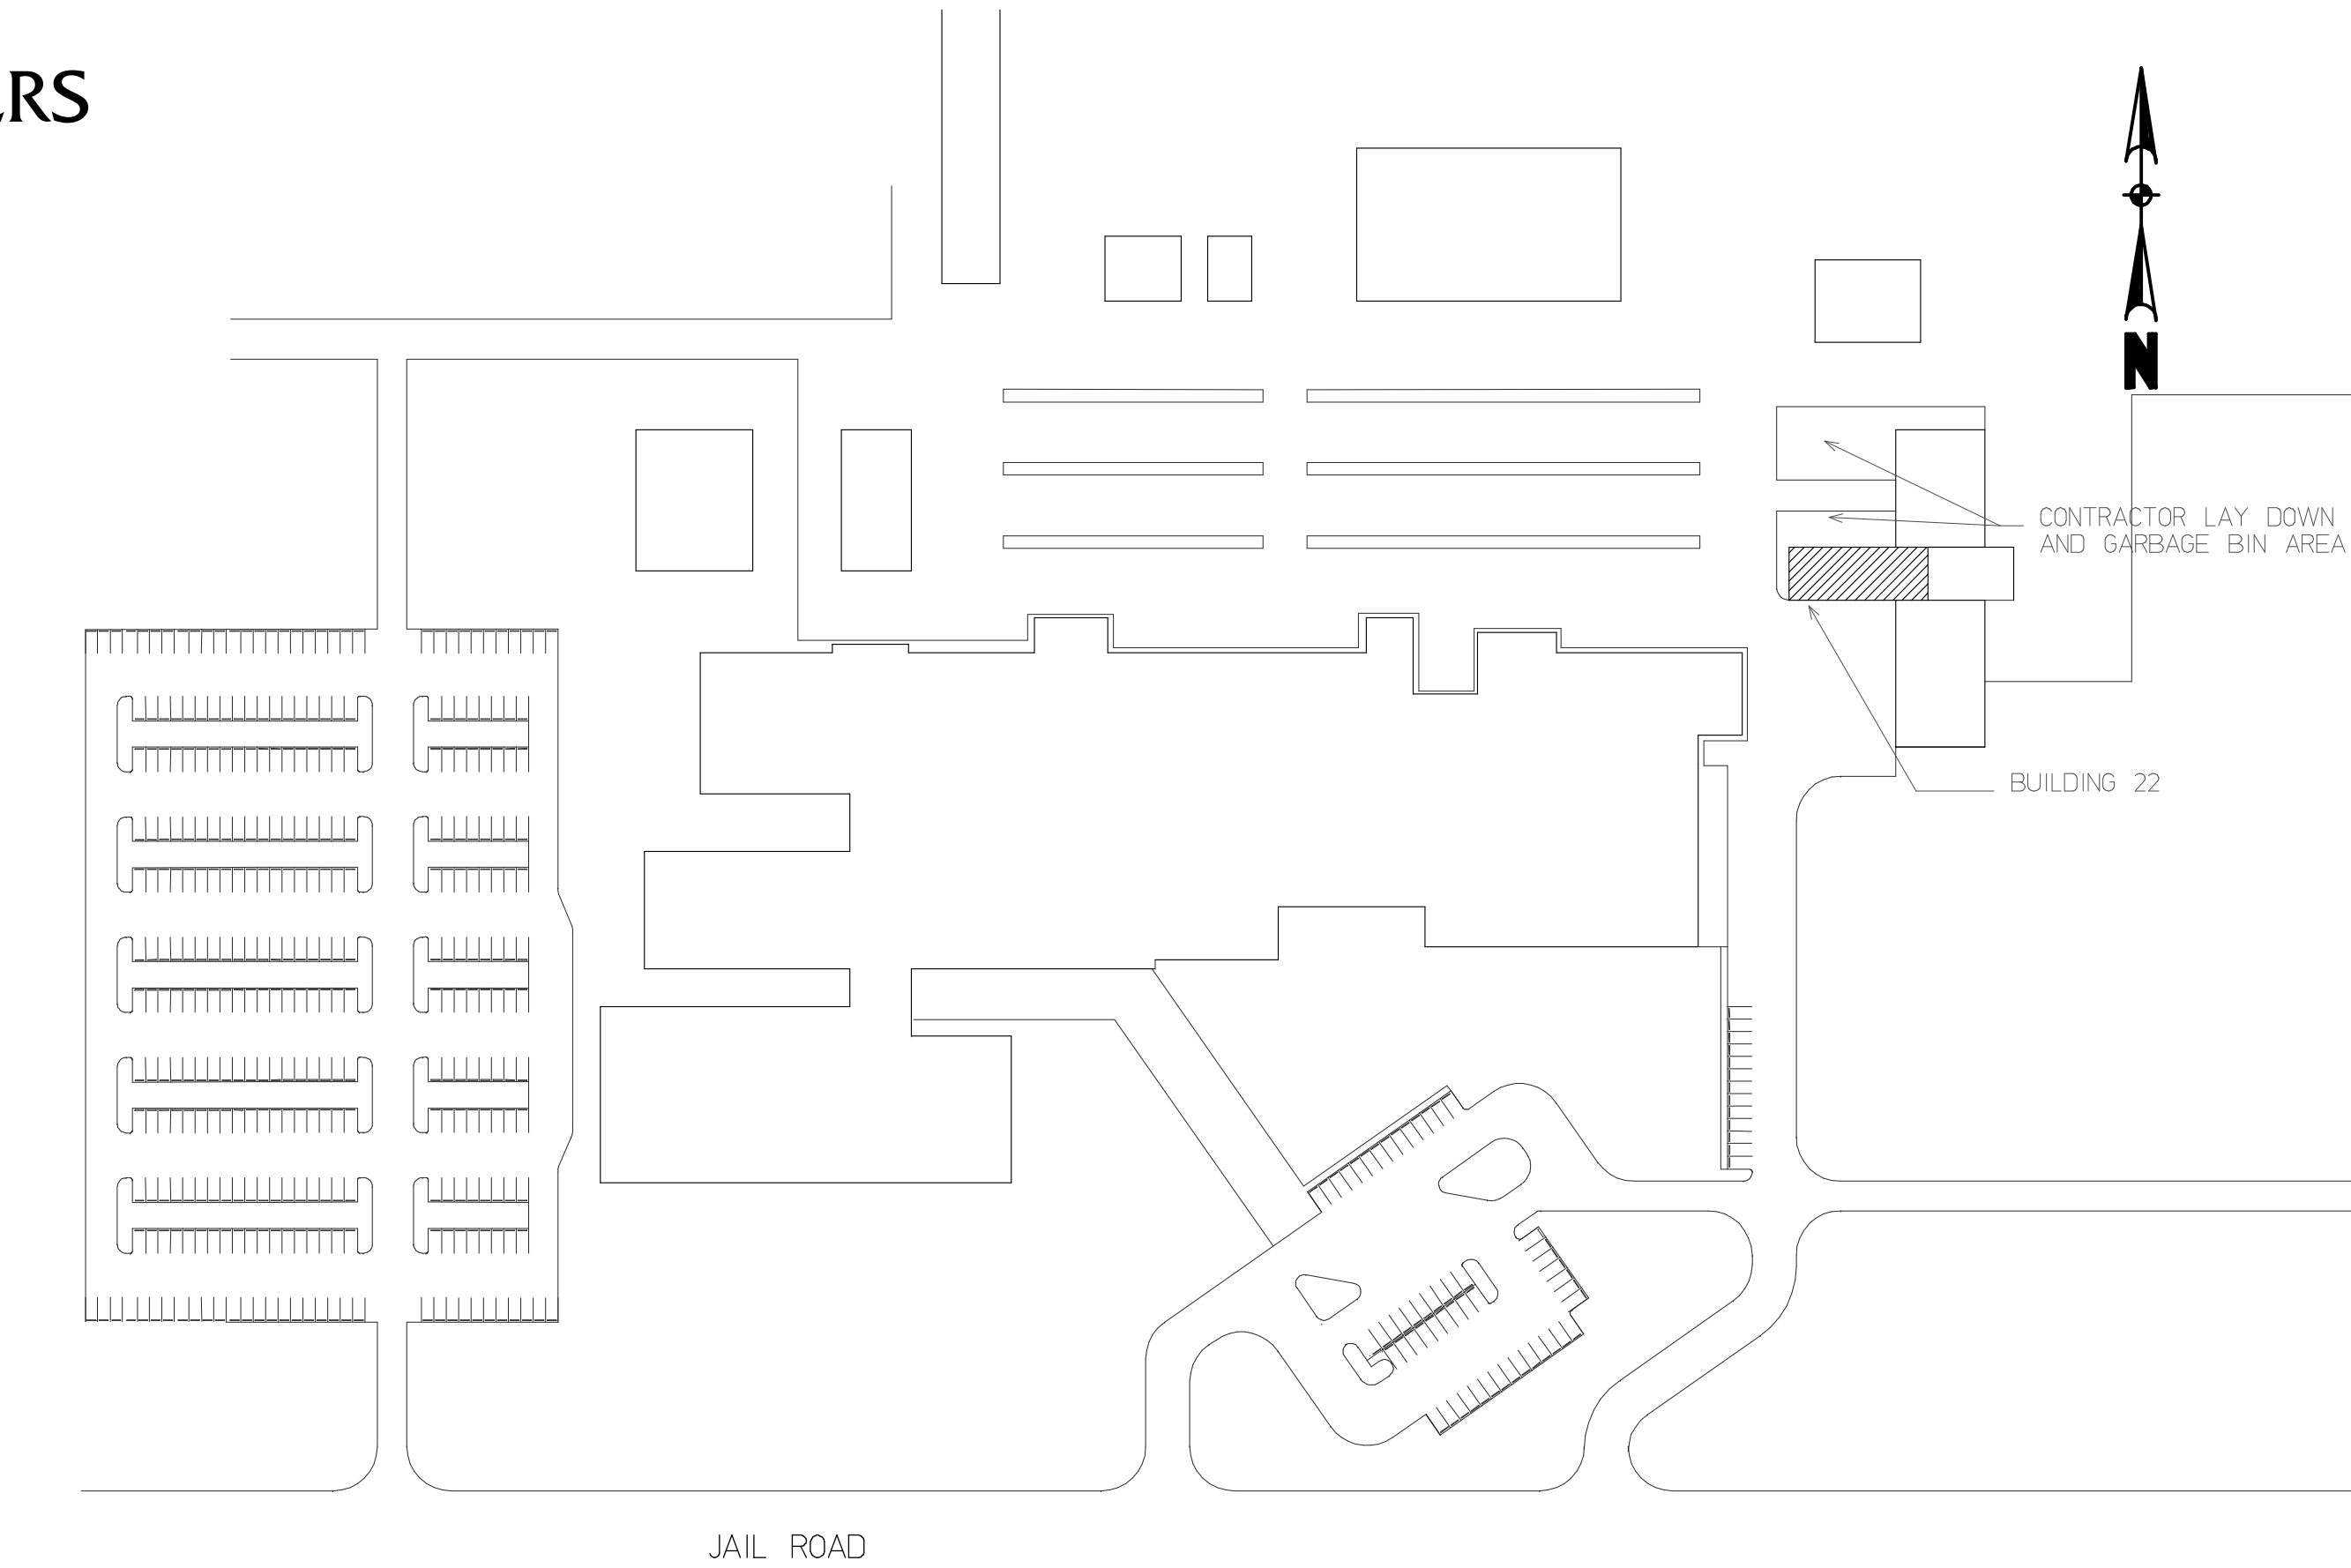 RS
N
CONTRACTOR LAY DOWN
AND GARBAGE BIN AREA
BUILDING 22
JAIL ROAD